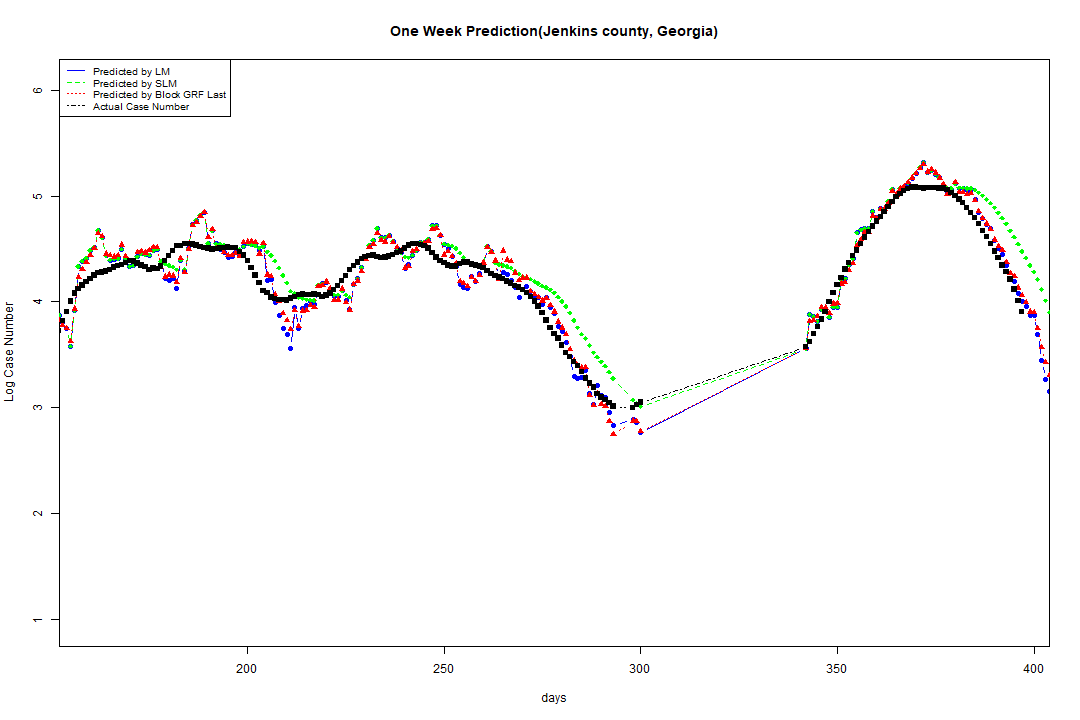 One Week Prediction(Jenkins county, Georgia)
Predicted by LM
Predicted by SLM
Predicted by Block GRF Last
Actual Case Number
6
5
4
3
2
1
Log Case Number
200 250 300 350 400
days